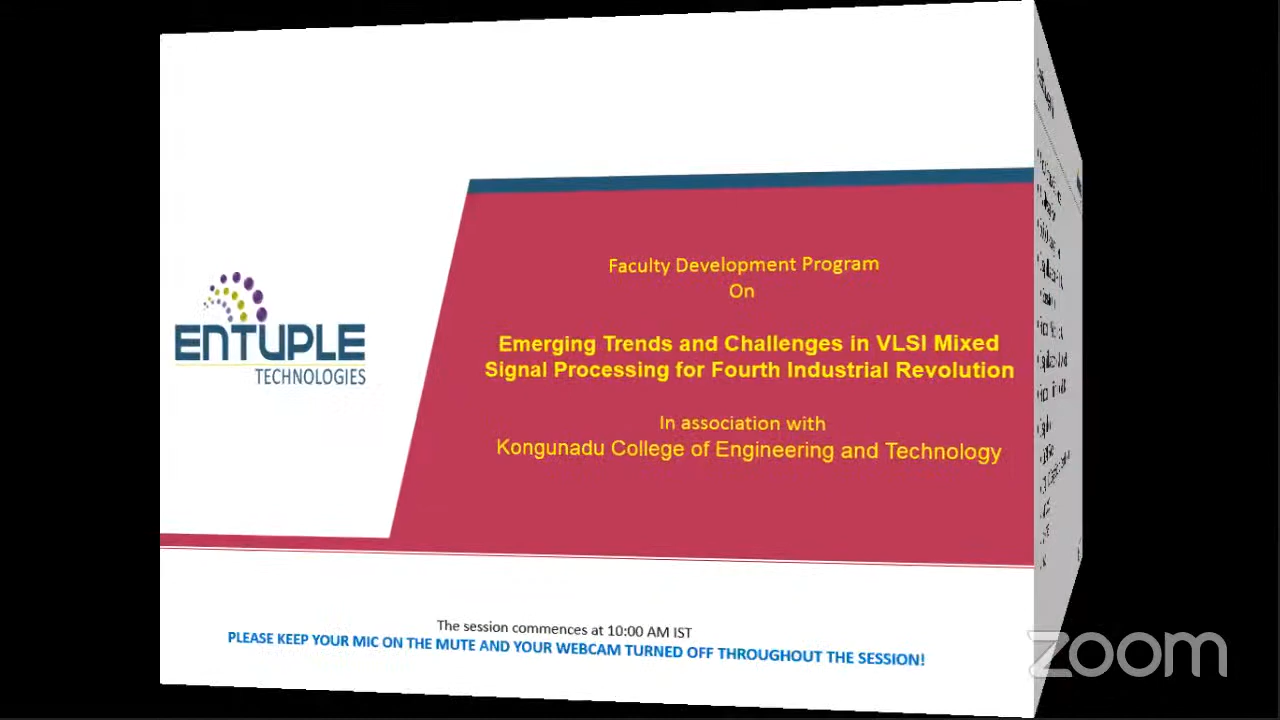 ENTUPLE
TECHNOLOGIES
Faculty Development Program
On
Emerging Trends and Challenges in VLSI Mixed
Signal Processing for Fourth Industrial Revolution
In association with
Kongunadu College of Engineering and Technology
The session commences at 10:00 AM IST
PLEASE KEEP YOUR MIC ON THE MUTE AND YOUR WEBCAM TURNED OFF THROUGHOUT THE SESSION!
zoom